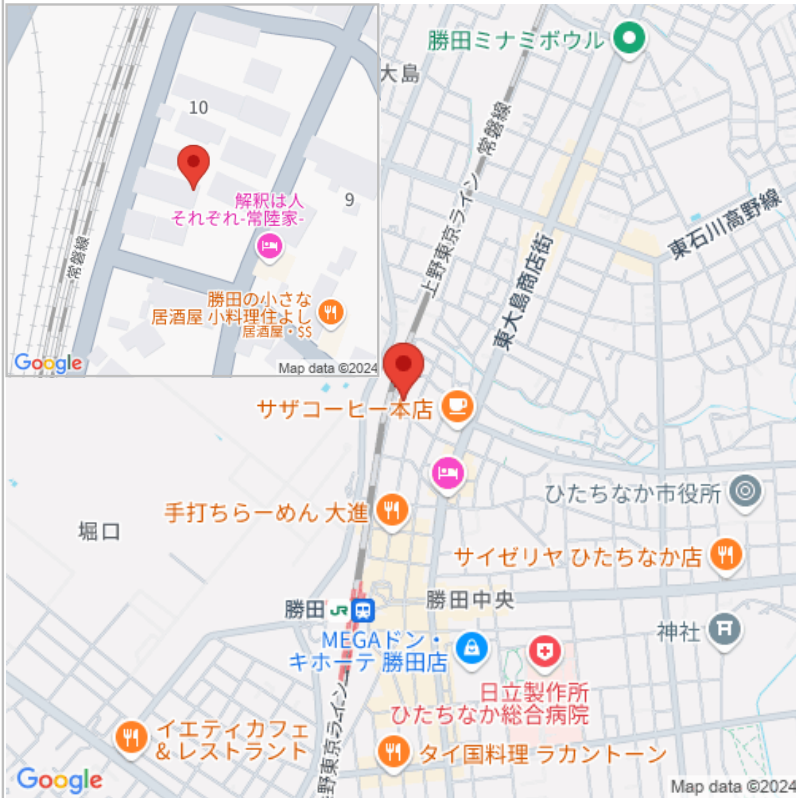 10
解釈は人
それぞれ-常陸家-
9
常磐線
勝田の小さな
居酒屋 小料理住よし
居酒屋・$$
Google
Map data ©2024
勝田ミナミボウル
大島
常磐線
上野東京ライン
東石川高野線
東大島商店街
サザコーヒー本店
ひたちなか市役所
手打ちらーめん 大進
堀口
サイゼリヤ ひたちなか店
勝田
JR
勝田中央
神社
MEGAドン・
キホーテ 勝田店
日立製作所
ひたちなか総合病院
上野東京ライン
イエティカフェ
&レストラント
タイ国料理 ラカントーン
Google
Map data ©2024